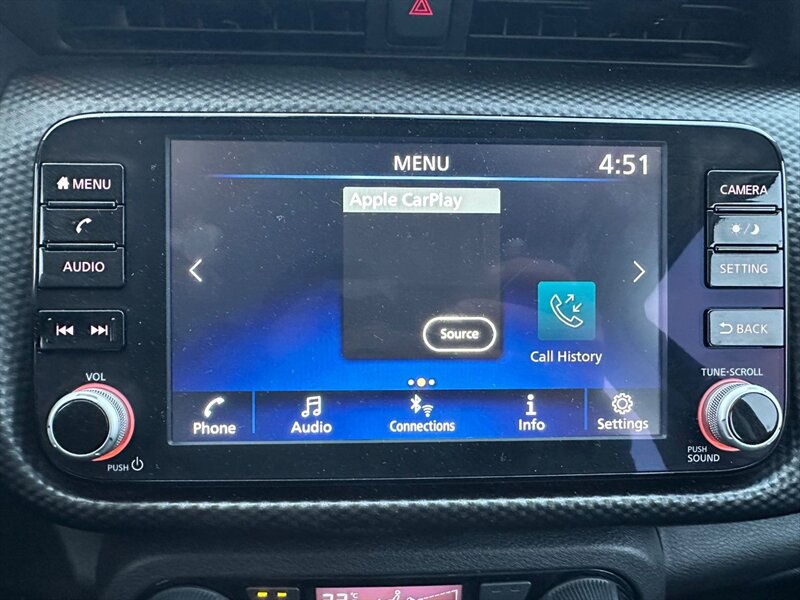 MENU 4:51
MENU
Apple CarPlay
CAMERA
AUDIO
SETTING
Source
BACK
Call History
VOL
TUNE·SCROLL
Phone
Audio
Connections
Info
Settings
PUSH
PUSH
SOUND